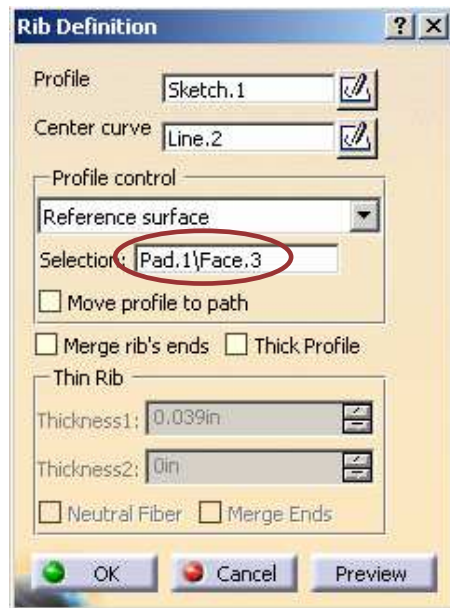 Rib Definition ? X
Profile Sketch.1
Center curve Line.2
Profile control
Reference surface
Selection: Pad.1\Face.3
Move profile to path
Merge rib's ends Thick Profile
Thin Rib
Thickness1: 0.039in
Thickness2: 0in
Neutral Fiber Merge Ends
OK Cancel Preview